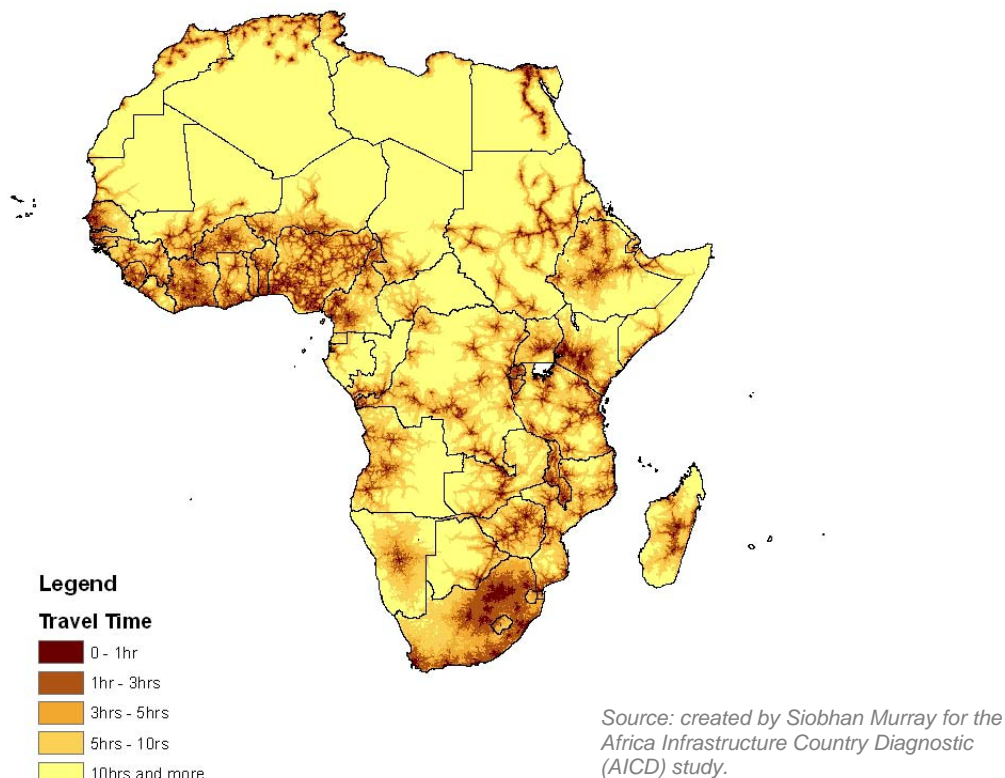 Legend
Travel Time
0 - 1hr
1hr - 3hrs
3hrs - 5hrs
5hrs - 10rs
10hrs and more
Source: created by Siobhan Murray for the
Africa Infrastructure Country Diagnostic
(AICD) study.